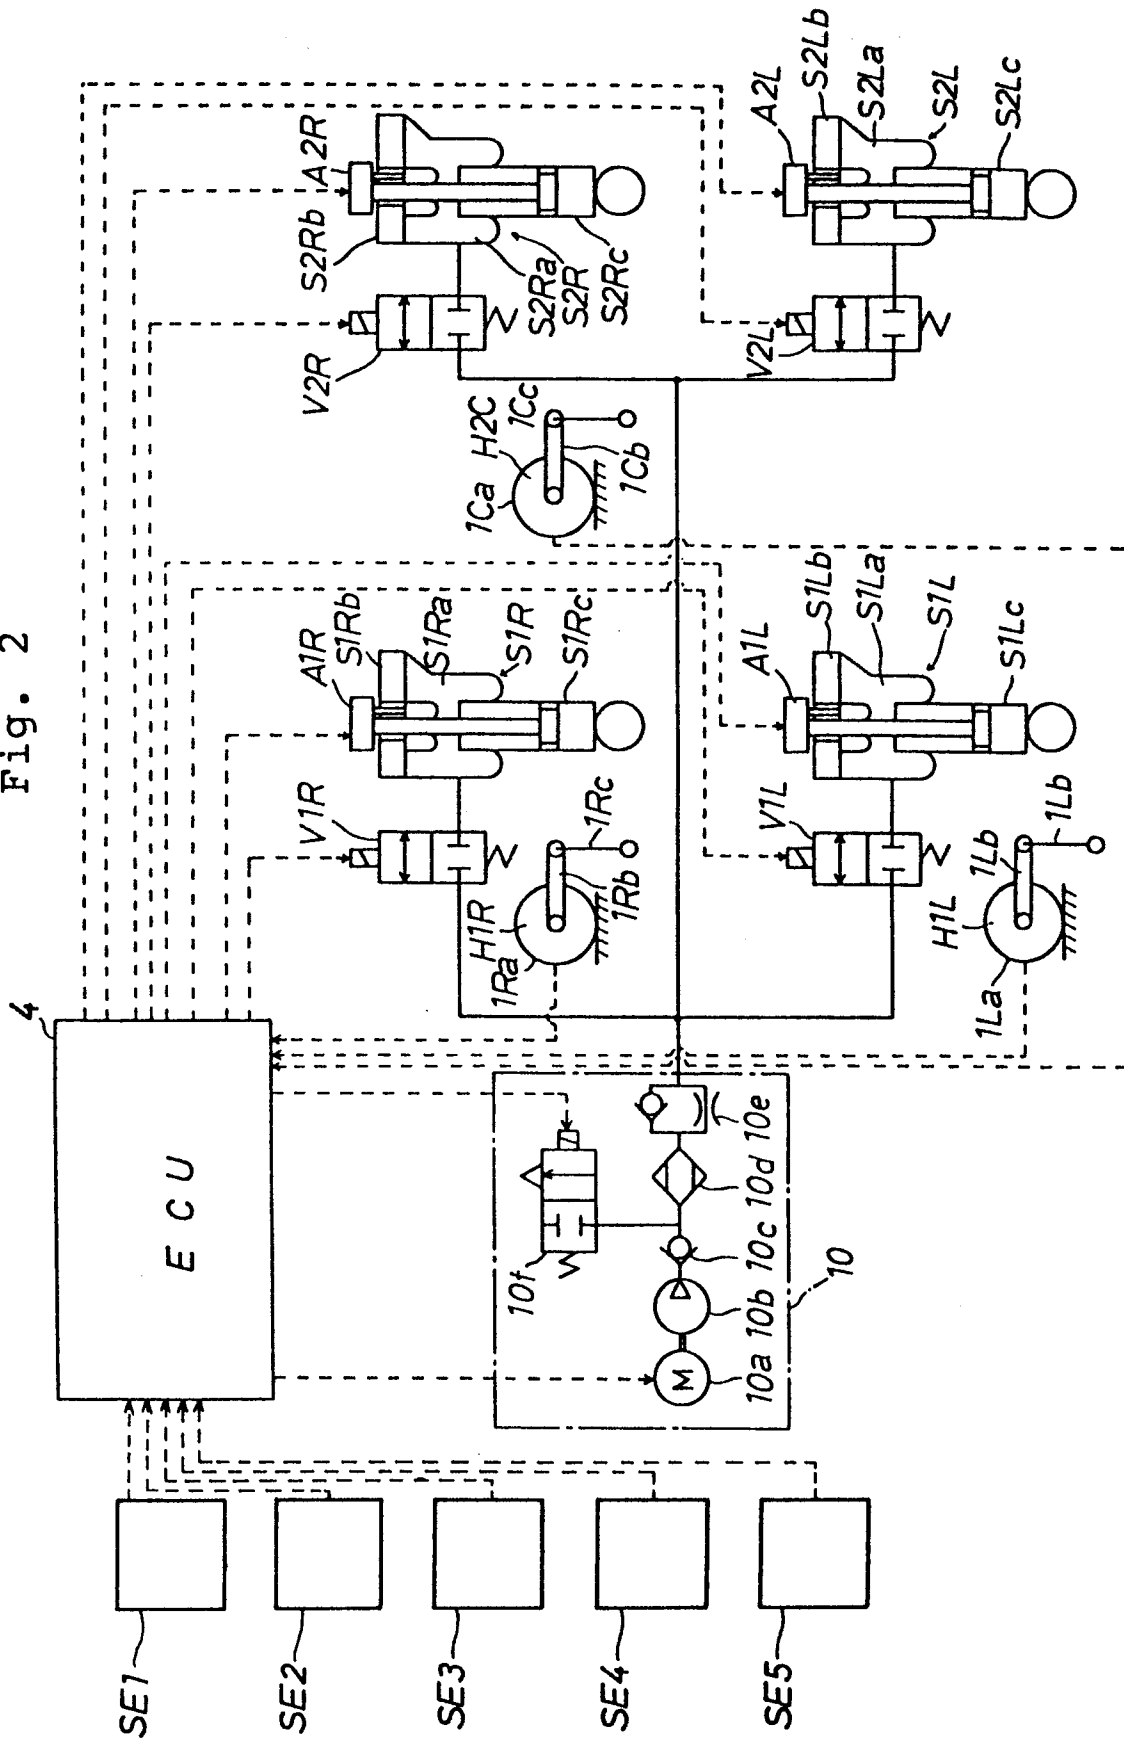 Fig. 2
4
ECU
SE1
SE2
SE3
SE4
SE5
10
10a
10b
10c
10d
10e
10f
M
V1R
A1R
S1Rb
S1Ra
S1R
S1Rc
H1R
1Ra
1Rb
1Rc
V2R
S2Rb
A2R
S2Ra
S2R
S2Rc
1Ca
H2C
1Cc
1Cb
V1L
A1L
S1Lb
S1La
S1L
S1Lc
H1L
1La
1Lb
1Lb
V2L
A2L
S2Lb
S2La
S2L
S2Lc